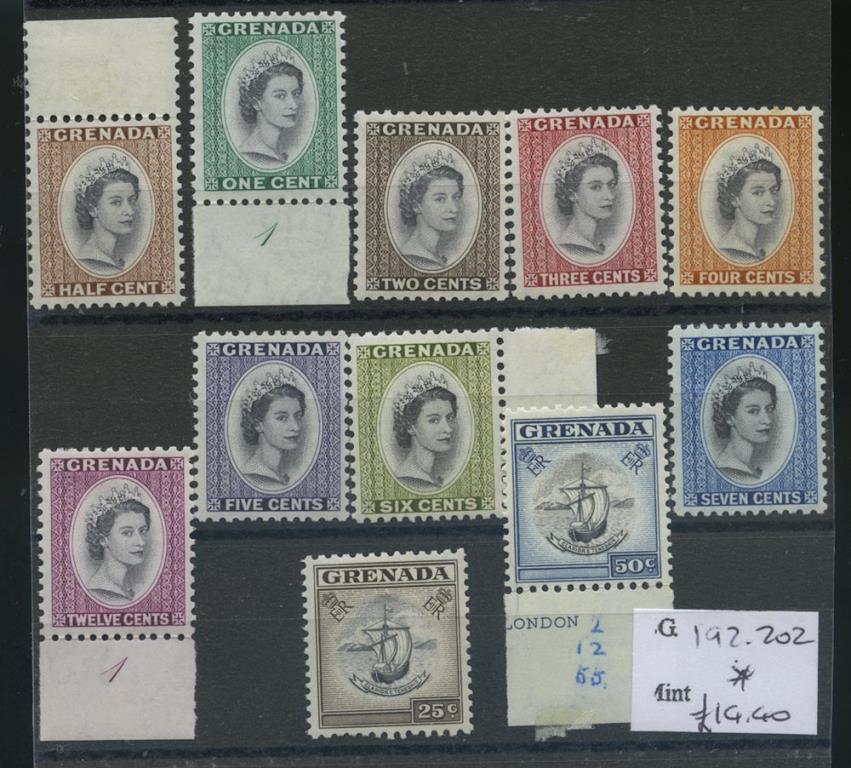 GRENADA
HALF CENT
GRENADA
ONE CENT
1
GRENADA
TWO CENTS
GRENADA
THREE CENTS
GRENADA
FOUR CENTS
GRENADA
FIVE CENTS
GRENADA
SIX CENTS
GRENADA
SEVEN CENTS
GRENADA
TWELVE CENTS
1
GRENADA
ER ER
25c
GRENADA
ER ER
50c
LONDON 2
12
55.
.G 192.202
*
Mint
£14.40